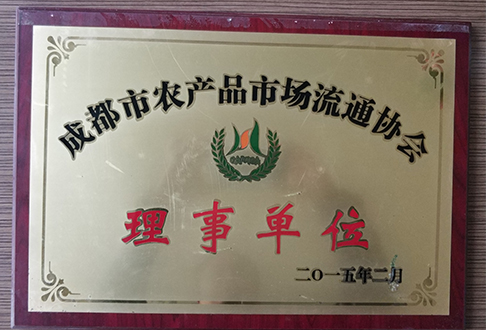 成都市农产品市场流通协会
理事单位
二〇一五年二月